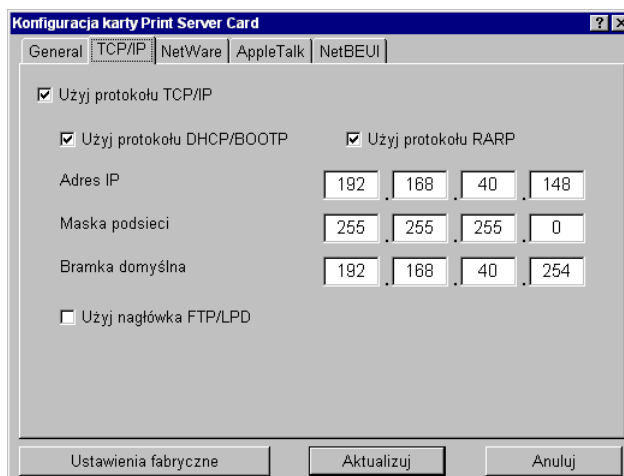 Konfiguracja karty Print Server Card
General TCP/IP NetWare AppleTalk NetBEUI
Użyj protokołu TCP/IP
Użyj protokołu DHCP/BOOTP Użyj protokołu RARP
Adres IP 192 . 168 . 40 . 148
Maska podsieci 255 . 255 . 255 . 0
Bramka domyślna 192 . 168 . 40 . 254
Użyj nagłówka FTP/LPD
Ustawienia fabryczne Aktualizuj Anuluj